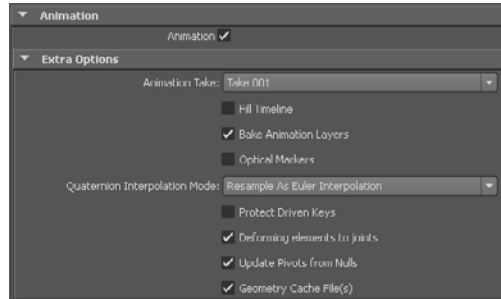 Animation
Animation
Extra Options
Animation Take: Take 001
Fill Timeline
Bake Animation Layers
Optical Markers
Quaternion Interpolation Mode: Resample As Euler Interpolation
Protect Driven Keys
Deforming elements to joints
Update Pivots from Nulls
Geometry Cache File(s)